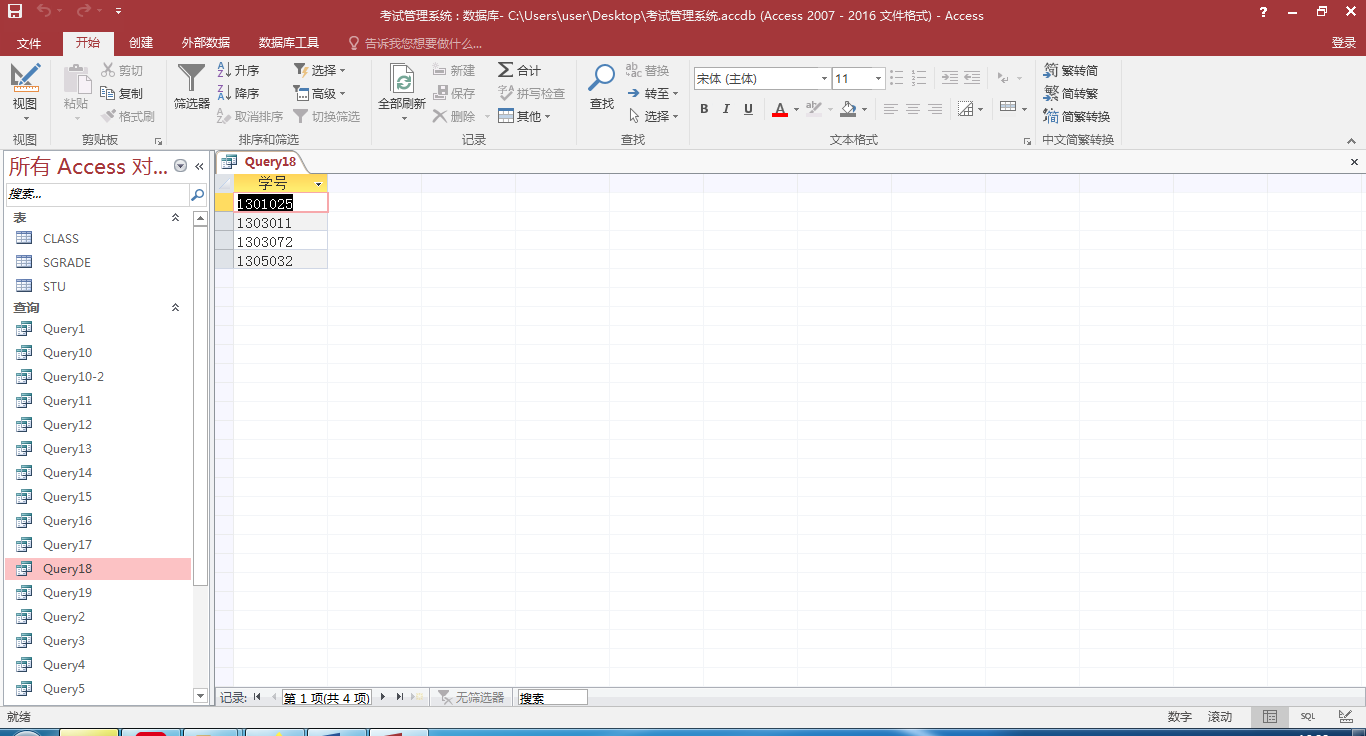 考试管理系统 : 数据库- C:\Users\user\Desktop\考试管理系统.accdb (Access 2007 - 2016 文件格式) - Access
文件 开始 创建 外部数据 数据库工具 告诉我您想要做什么... 登录
视图 粘贴 剪切 复制 格式刷
筛选器 升序 降序 取消排序 选择 高级 切换筛选
全部刷新 新建 保存 删除 合计 拼写检查 其他
查找 替换 转至 选择
宋体 (主体) 11
B I U A
繁转简 简转繁 简繁转换
视图 剪贴板 排序和筛选 记录 查找 文本格式 中文简繁转换
所有 Access 对...
搜索...
表
CLASS
SGRADE
STU
查询
Query1
Query10
Query10-2
Query11
Query12
Query13
Query14
Query15
Query16
Query17
Query18
Query19
Query2
Query3
Query4
Query5
Query18
学号
1301025
1303011
1303072
1305032
记录: 第 1 项(共 4 项) 无筛选器 搜索
就绪 数字 滚动 SQL